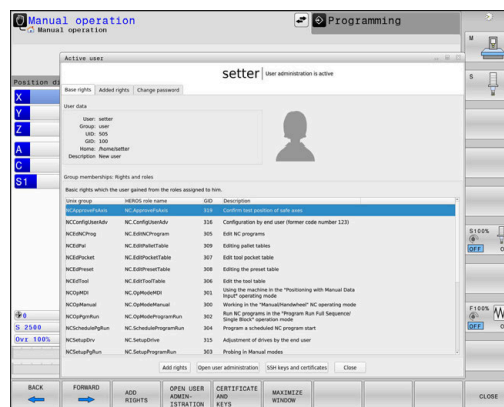 Manual operation
Manual operation
Programming
Active user
setter
User administration is active
Base rights
Added rights
Change password
User data
User: setter
Group: user
UID: 505
GID: 100
Home: /home/setter
Description New user
Group memberships: Rights and roles
Basic rights which the user gained from the roles assigned to him.
Unix group HEROS role name GID Description
NCApproveFsAxis NC.ApproveFsAxis 319 Confirm test position of safe axes
NCConfigUserAdv NC.ConfigUserAdv 316 Configuration by end user (former code number 123)
NCEdNCProg NC.EditNCProgram 305 Edit NC programs
NCEdPal NC.EditPalletTable 309 Editing pallet tables
NCEdPocket NC.EditPocketTable 307 Edit tool pocket table
NCEdPreset NC.EditPresetTable 308 Editing the preset table
NCEdTool NC.EditToolTable 306 Edit the tool table
NCOpMDI NC.OpModeMDI 301 Using the machine in the "Positioning with Manual Data
Input" operating mode
NCOpManual NC.OpModeManual 300 Working in the "Manual/Handwheel" NC operating mode
NCOpPgmRun NC.OpModeProgramRun 302 Run NC programs in the "Program Run Full Sequence/
Single Block" operation mode
NCSchedulePgRun NC.ScheduleProgramRun 304 Program a scheduled NC program start
NCSetupDrv NC.SetupDrive 315 Adjustment of drives by the end user
NCSetupPgRun NC.SetupProgramRun 303 Probing in Manual modes
Add rights
Open user administration
SSH keys and certificates
Close
Position di
X
Y
Z
A
C
S1
0
S 2500
Ovr 100%
M
S
S100%
OFF
F100%
OFF
BACK
FORWARD
ADD
RIGHTS
OPEN USER
ADMIN-
ISTRATION
CERTIFICATE
AND
KEYS
MAXIMIZE
WINDOW
CLOSE